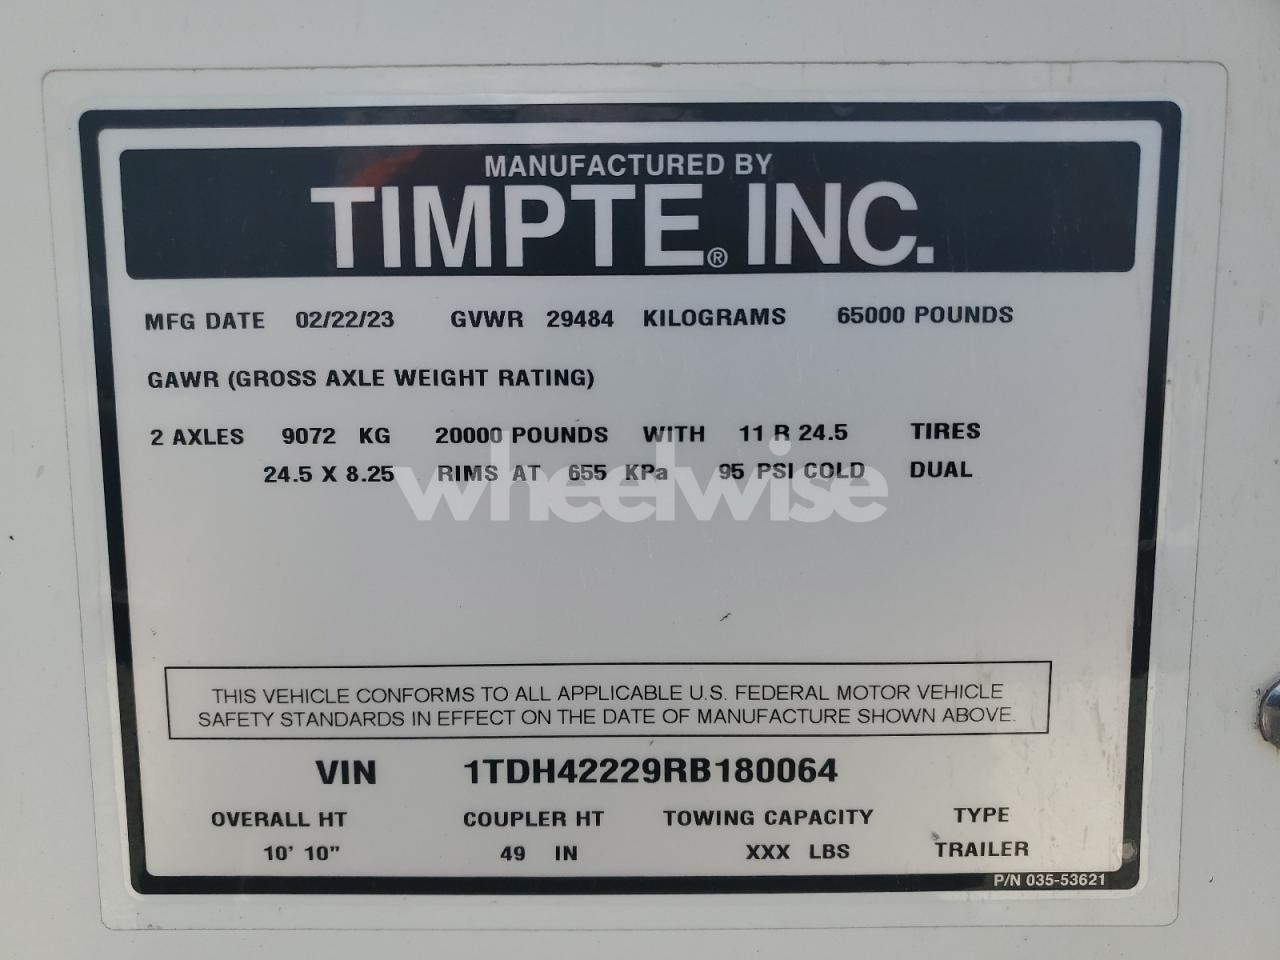 MANUFACTURED BY
TIMPTE® INC.
MFG DATE 02/22/23 GVWR 29484 KILOGRAMS 65000 POUNDS
GAWR (GROSS AXLE WEIGHT RATING)
2 AXLES 9072 KG 20000 POUNDS WITH 11 R 24.5 TIRES
24.5 X 8.25 RIMS AT 655 KPa 95 PSI COLD DUAL
wheelwise
THIS VEHICLE CONFORMS TO ALL APPLICABLE U.S. FEDERAL MOTOR VEHICLE
SAFETY STANDARDS IN EFFECT ON THE DATE OF MANUFACTURE SHOWN ABOVE.
VIN 1TDH42229RB180064
OVERALL HT COUPLER HT TOWING CAPACITY TYPE
10' 10" 49 IN XXX LBS TRAILER
P/N 035-53621